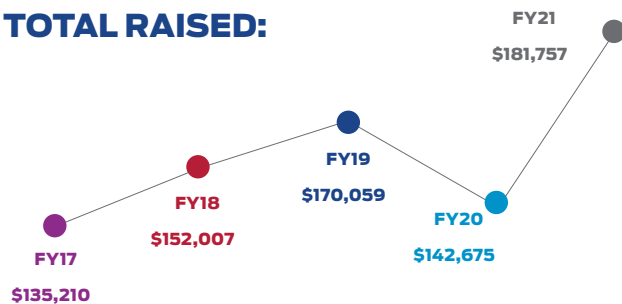 TOTAL RAISED:
FY17
$135,210
FY18
$152,007
FY19
$170,059
FY20
$142,675
FY21
$181,757